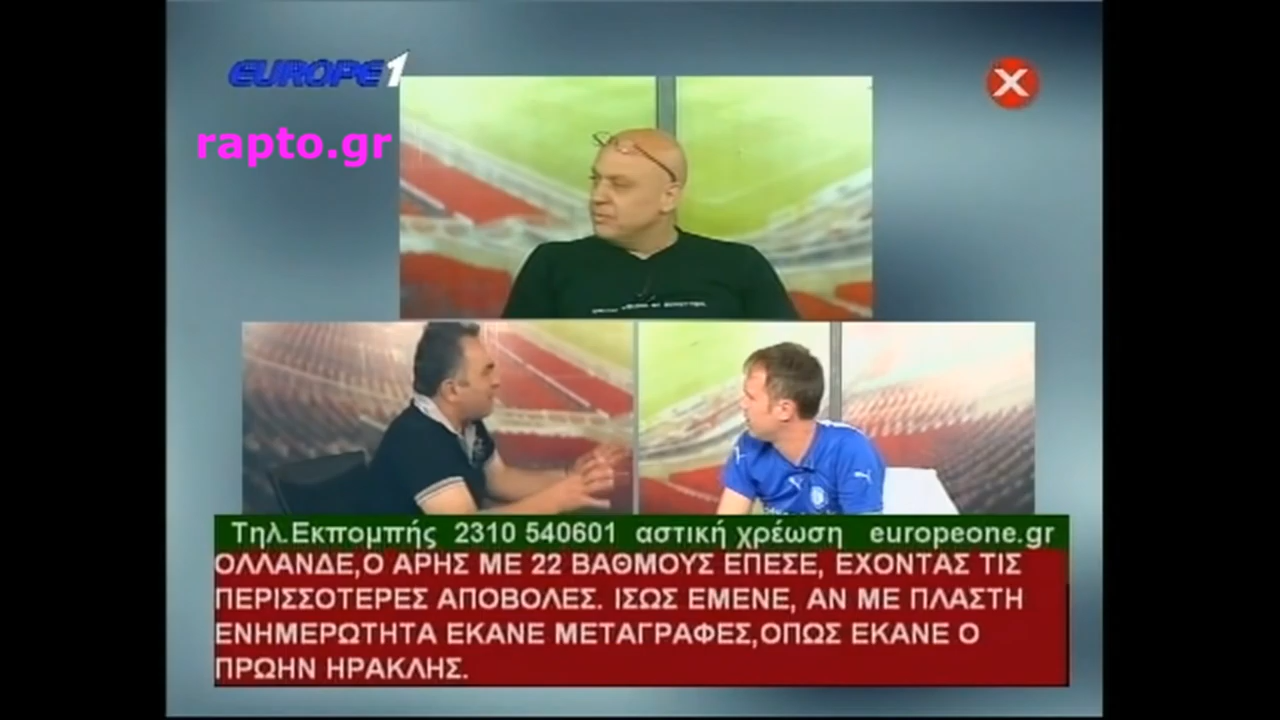 EUROPE1
X
rapto.gr
Τηλ.Εκπομπής 2310 540601 αστική χρέωση europeone.gr
ΟΛΛΑΝΔΕ,Ο ΑΡΗΣ ΜΕ 22 ΒΑΘΜΟΥΣ ΕΠΕΣΕ, ΕΧΟΝΤΑΣ ΤΙΣ
ΠΕΡΙΣΣΟΤΕΡΕΣ ΑΠΟΒΟΛΕΣ. ΙΣΩΣ ΕΜΕΝΕ, ΑΝ ΜΕ ΠΛΑΣΤΗ
ΕΝΗΜΕΡΩΤΗΤΑ ΕΚΑΝΕ ΜΕΤΑΓΡΑΦΕΣ,ΟΠΩΣ ΕΚΑΝΕ Ο
ΠΡΩΗΝ ΗΡΑΚΛΗΣ.